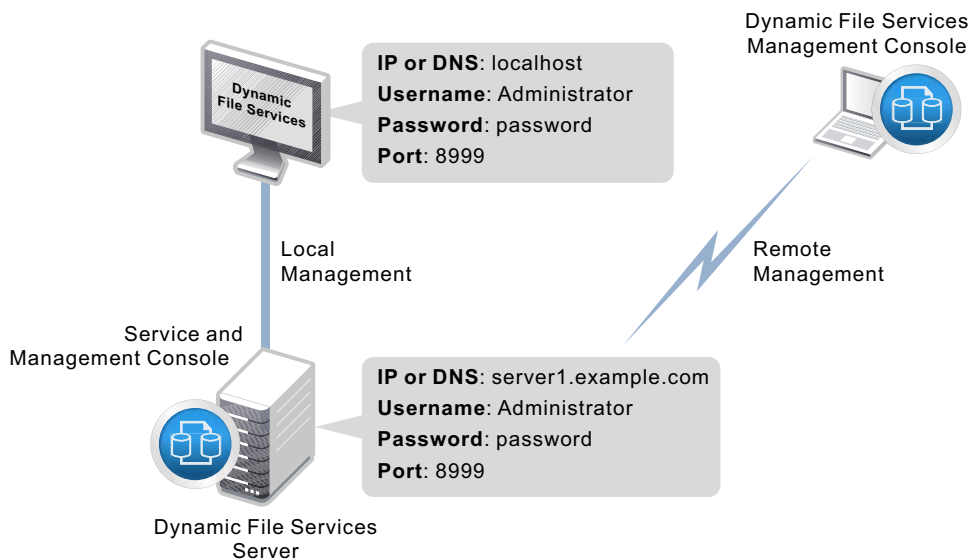 Dynamic File Services
Management Console
IP or DNS: localhost
Username: Administrator
Password: password
Port: 8999
Dynamic
File Services
Local
Management
Remote
Management
Service and
Management Console
IP or DNS: server1.example.com
Username: Administrator
Password: password
Port: 8999
Dynamic File Services
Server